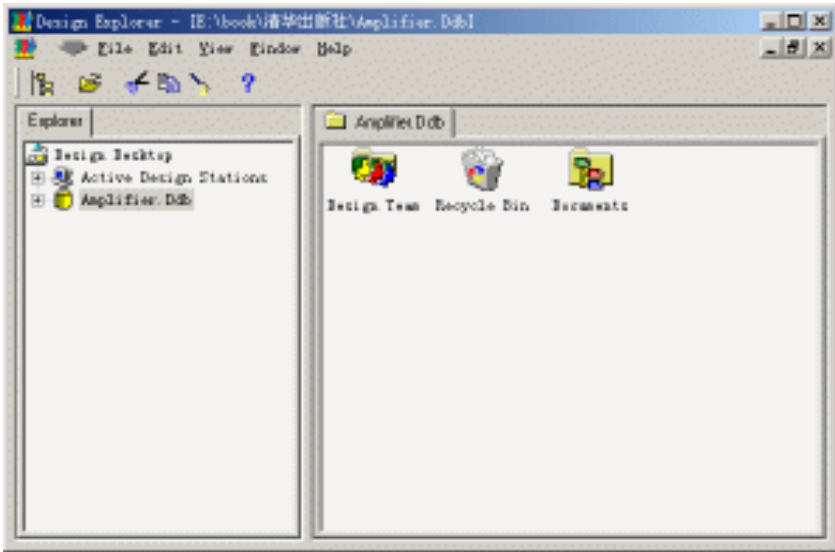 Design Explorer - [E:\book\清华出版社\Amplifier.Ddb]
File Edit View Window Help
Explorer
Amplifier.Ddb
Design Desktop
Active Design Stations
Amplifier.Ddb
Design Team Recycle Bin Documents